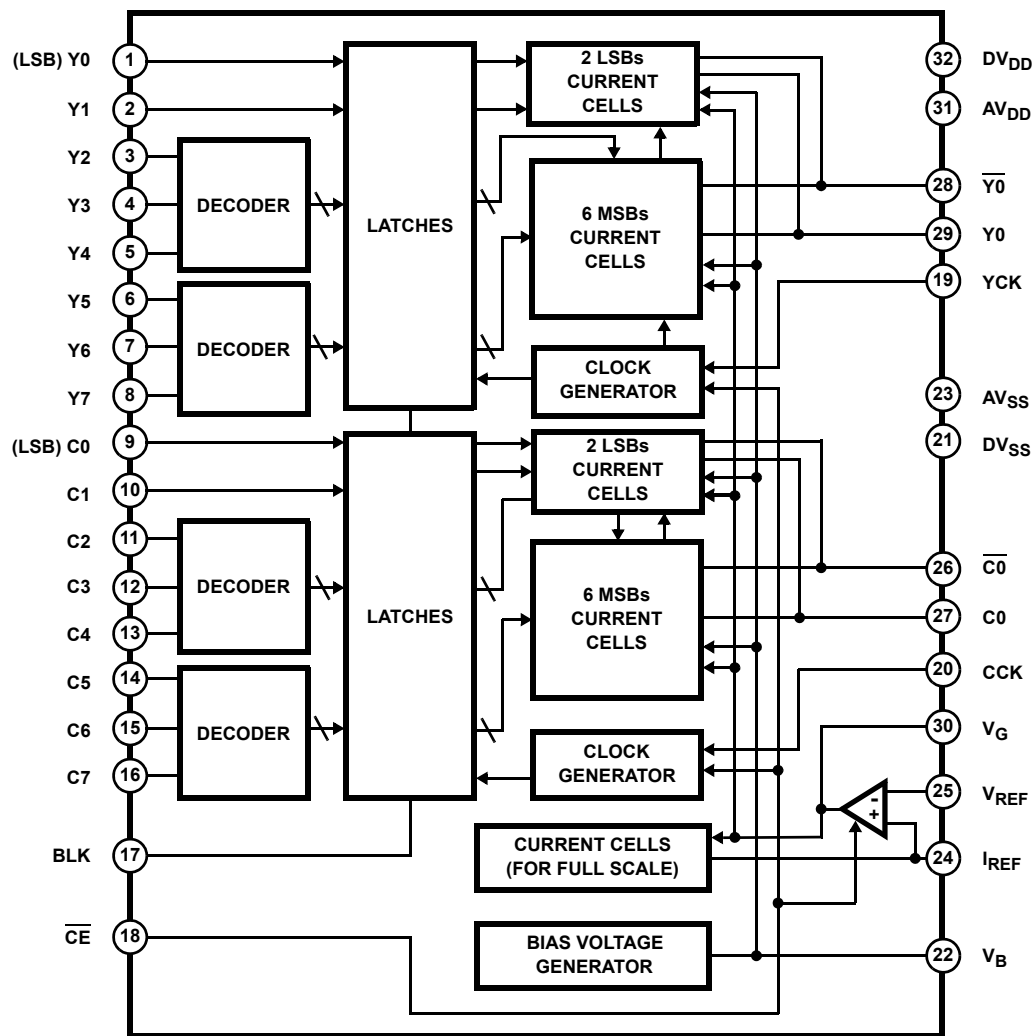 (LSB) Y0 1
Y1 2
Y2 3
Y3 4
Y4 5
Y5 6
Y6 7
Y7 8
(LSB) C0 9
C1 10
C2 11
C3 12
C4 13
C5 14
C6 15
C7 16
BLK 17
CE 18
DECODER
DECODER
DECODER
DECODER
LATCHES
LATCHES
2 LSBs
CURRENT
CELLS
6 MSBs
CURRENT
CELLS
CLOCK
GENERATOR
2 LSBs
CURRENT
CELLS
6 MSBs
CURRENT
CELLS
CLOCK
GENERATOR
CURRENT CELLS
(FOR FULL SCALE)
BIAS VOLTAGE
GENERATOR
-
+
32 DVDD
31 AVDD
28 Y0
29 Y0
19 YCK
23 AVSS
21 DVSS
26 C0
27 C0
20 CCK
30 VG
25 VREF
24 IREF
22 VB